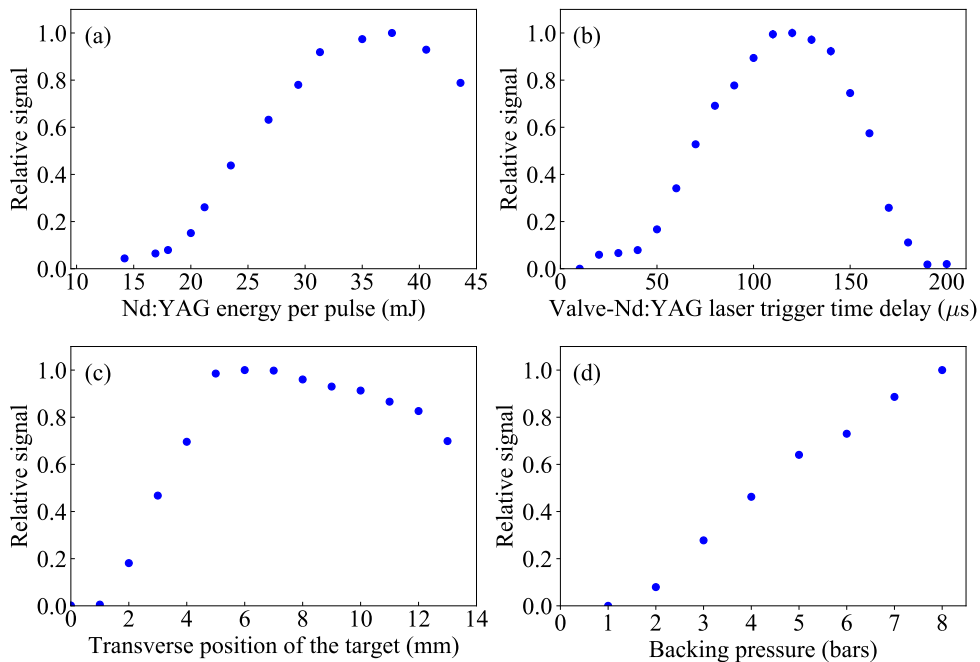 (a)
Relative signal
1.0
0.8
0.6
0.4
0.2
0.0
10 15 20 25 30 35 40 45
Nd:YAG energy per pulse (mJ)
(b)
Relative signal
1.0
0.8
0.6
0.4
0.2
0.0
0 50 100 150 200
Valve-Nd:YAG laser trigger time delay (μs)
(c)
Relative signal
1.0
0.8
0.6
0.4
0.2
0.0
0 2 4 6 8 10 12 14
Transverse position of the target (mm)
(d)
Relative signal
1.0
0.8
0.6
0.4
0.2
0.0
0 1 2 3 4 5 6 7 8
Backing pressure (bars)